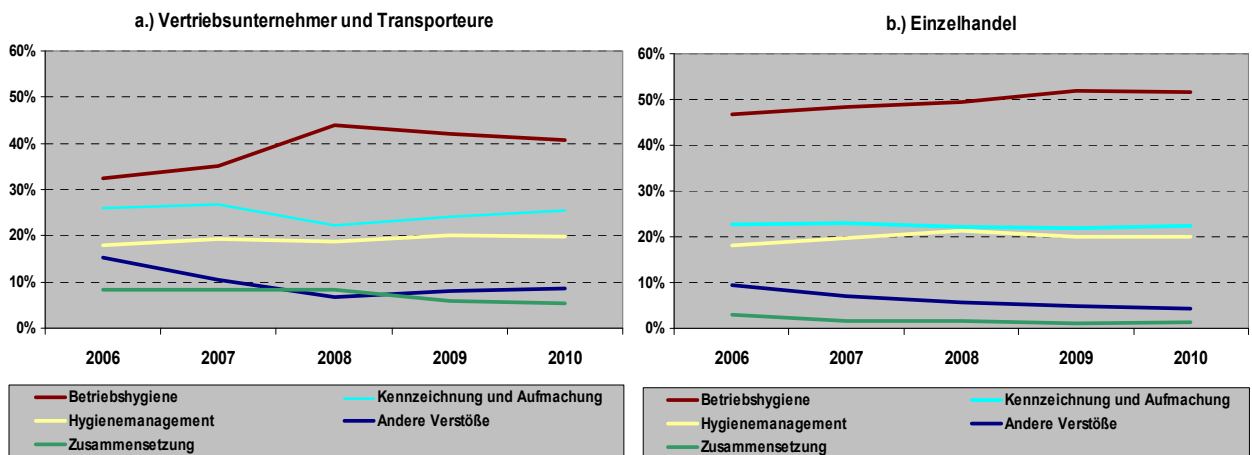 a.) Vertriebsunternehmer und Transporteure
60%
50%
40%
30%
20%
10%
0%
2006 2007 2008 2009 2010
Betriebshygiene Kennzeichnung und Aufmachung
Hygienemanagement Andere Verstöße
Zusammensetzung
b.) Einzelhandel
60%
50%
40%
30%
20%
10%
0%
2006 2007 2008 2009 2010
Betriebshygiene Kennzeichnung und Aufmachung
Hygienemanagement Andere Verstöße
Zusammensetzung